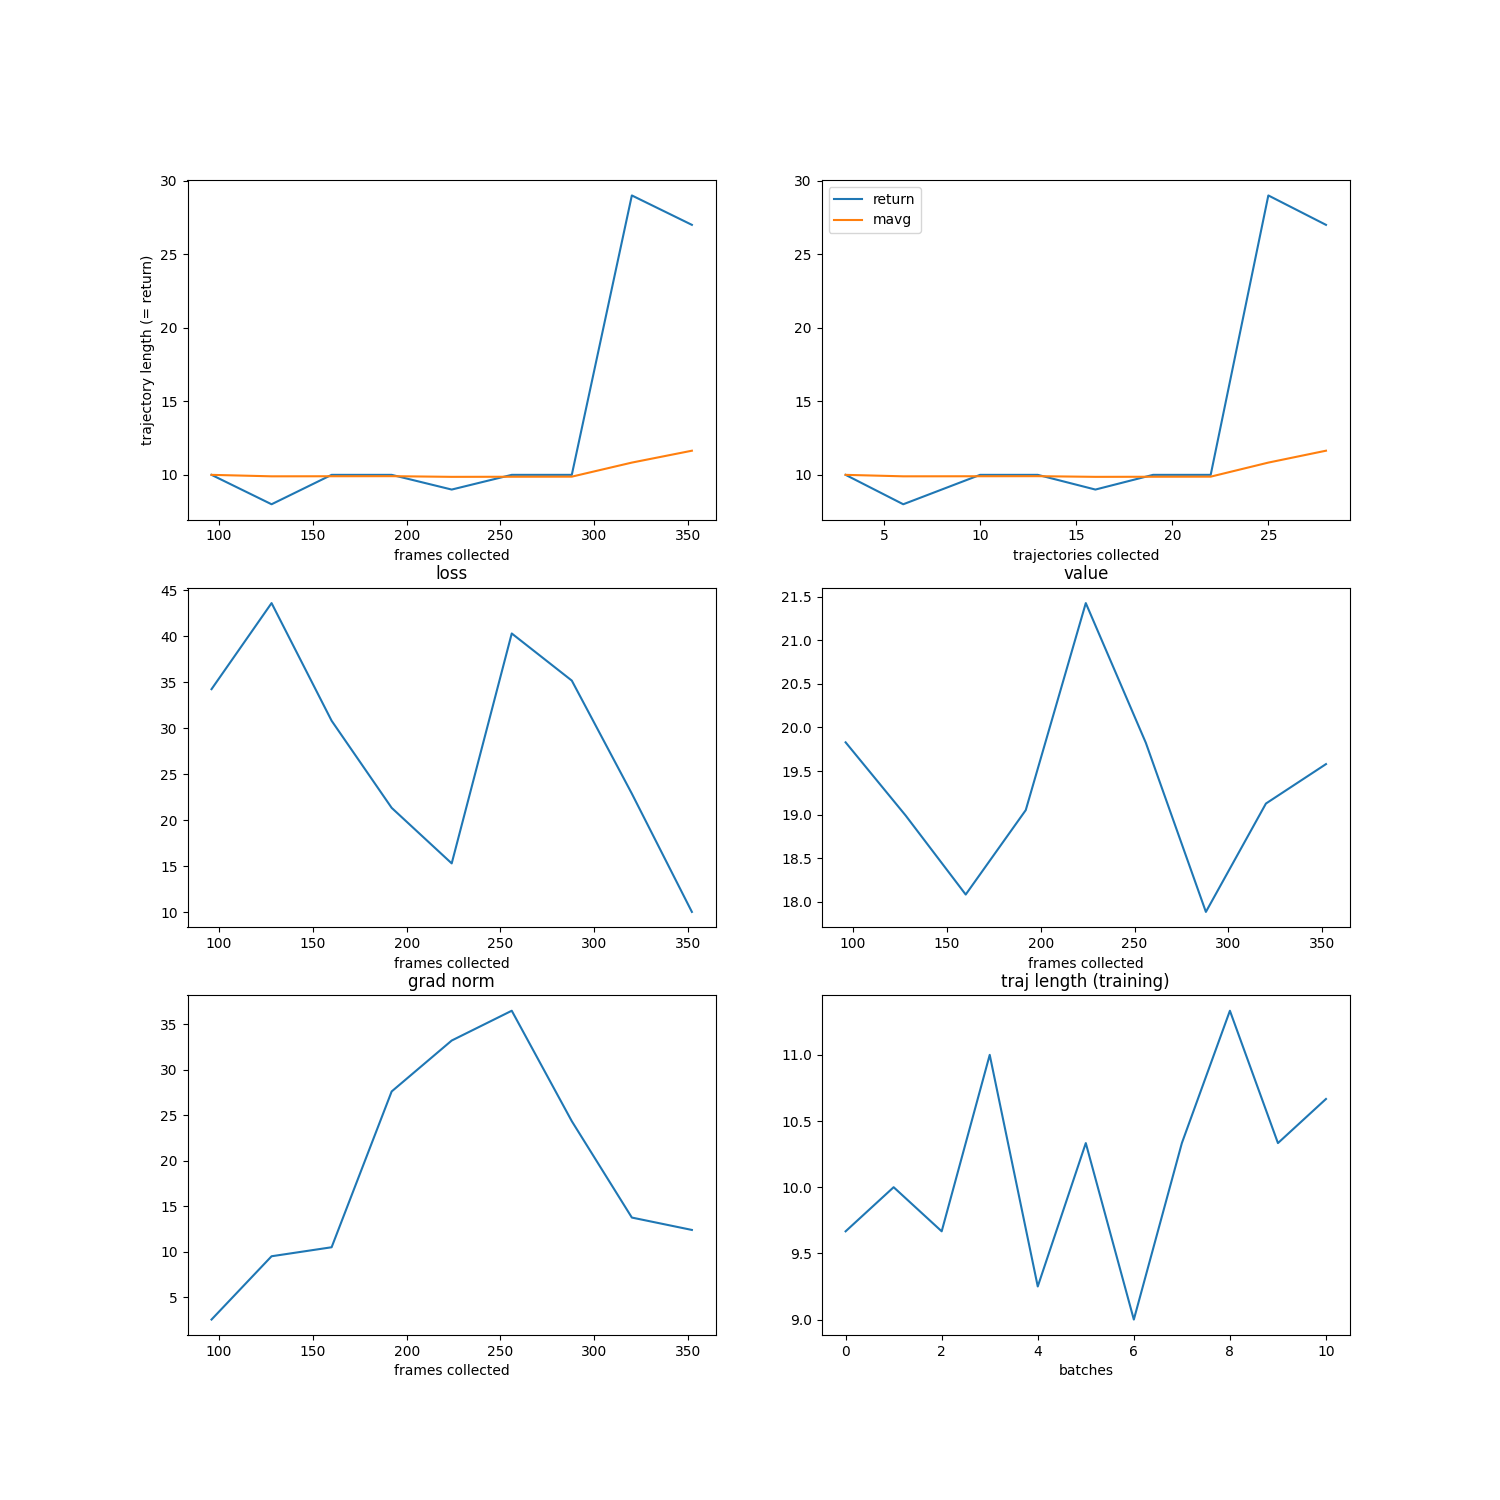 30
25
20
15
10
trajectory length (= return)
100 150 200 250 300 350
frames collected
return
mavg
30
25
20
15
10
5 10 15 20 25
trajectories collected
loss
45
40
35
30
25
20
15
10
100 150 200 250 300 350
frames collected
value
21.5
21.0
20.5
20.0
19.5
19.0
18.5
18.0
100 150 200 250 300 350
frames collected
grad norm
35
30
25
20
15
10
5
100 150 200 250 300 350
frames collected
traj length (training)
11.0
10.5
10.0
9.5
9.0
0 2 4 6 8 10
batches